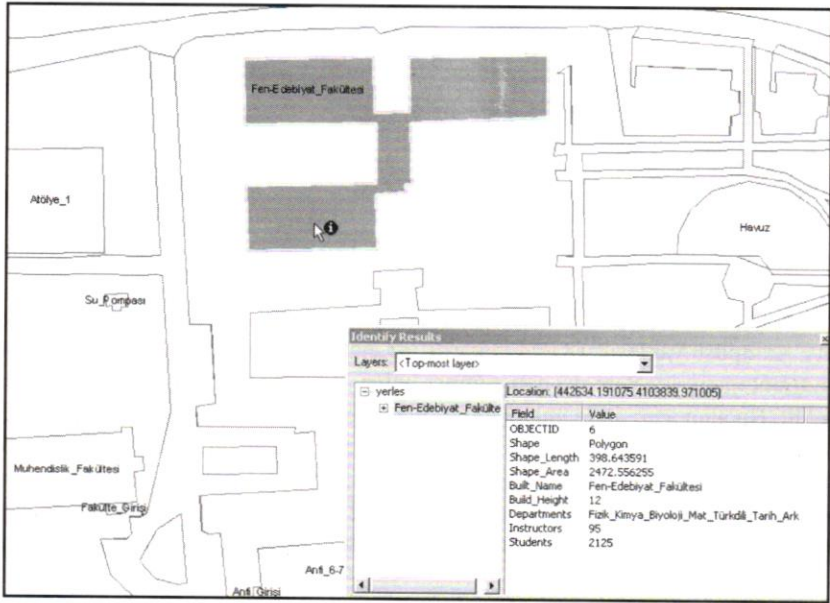 Fen-Edebiyat_Fakültesi
Atölye_1
Havuz
Su_Pompası
Muhendislik_Fakültesi
Fakülte_Girişi
Anfi_6-7
Anfi_Girisi
Identify Results
Layers: <Top-most layer>
yerles
Fen-Edebiyat_Fakülte
Location: (442634.191075 4103839.971005)
Field Value
OBJECTID 6
Shape Polygon
Shape_Length 398.643591
Shape_Area 2472.556255
Built_Name Fen-Edebiyat_Fakültesi
Build_Height 12
Departments Fizik_Kimya_Biyoloji_Mat_Türkdili_Tarih_Ark
Instructors 95
Students 2125